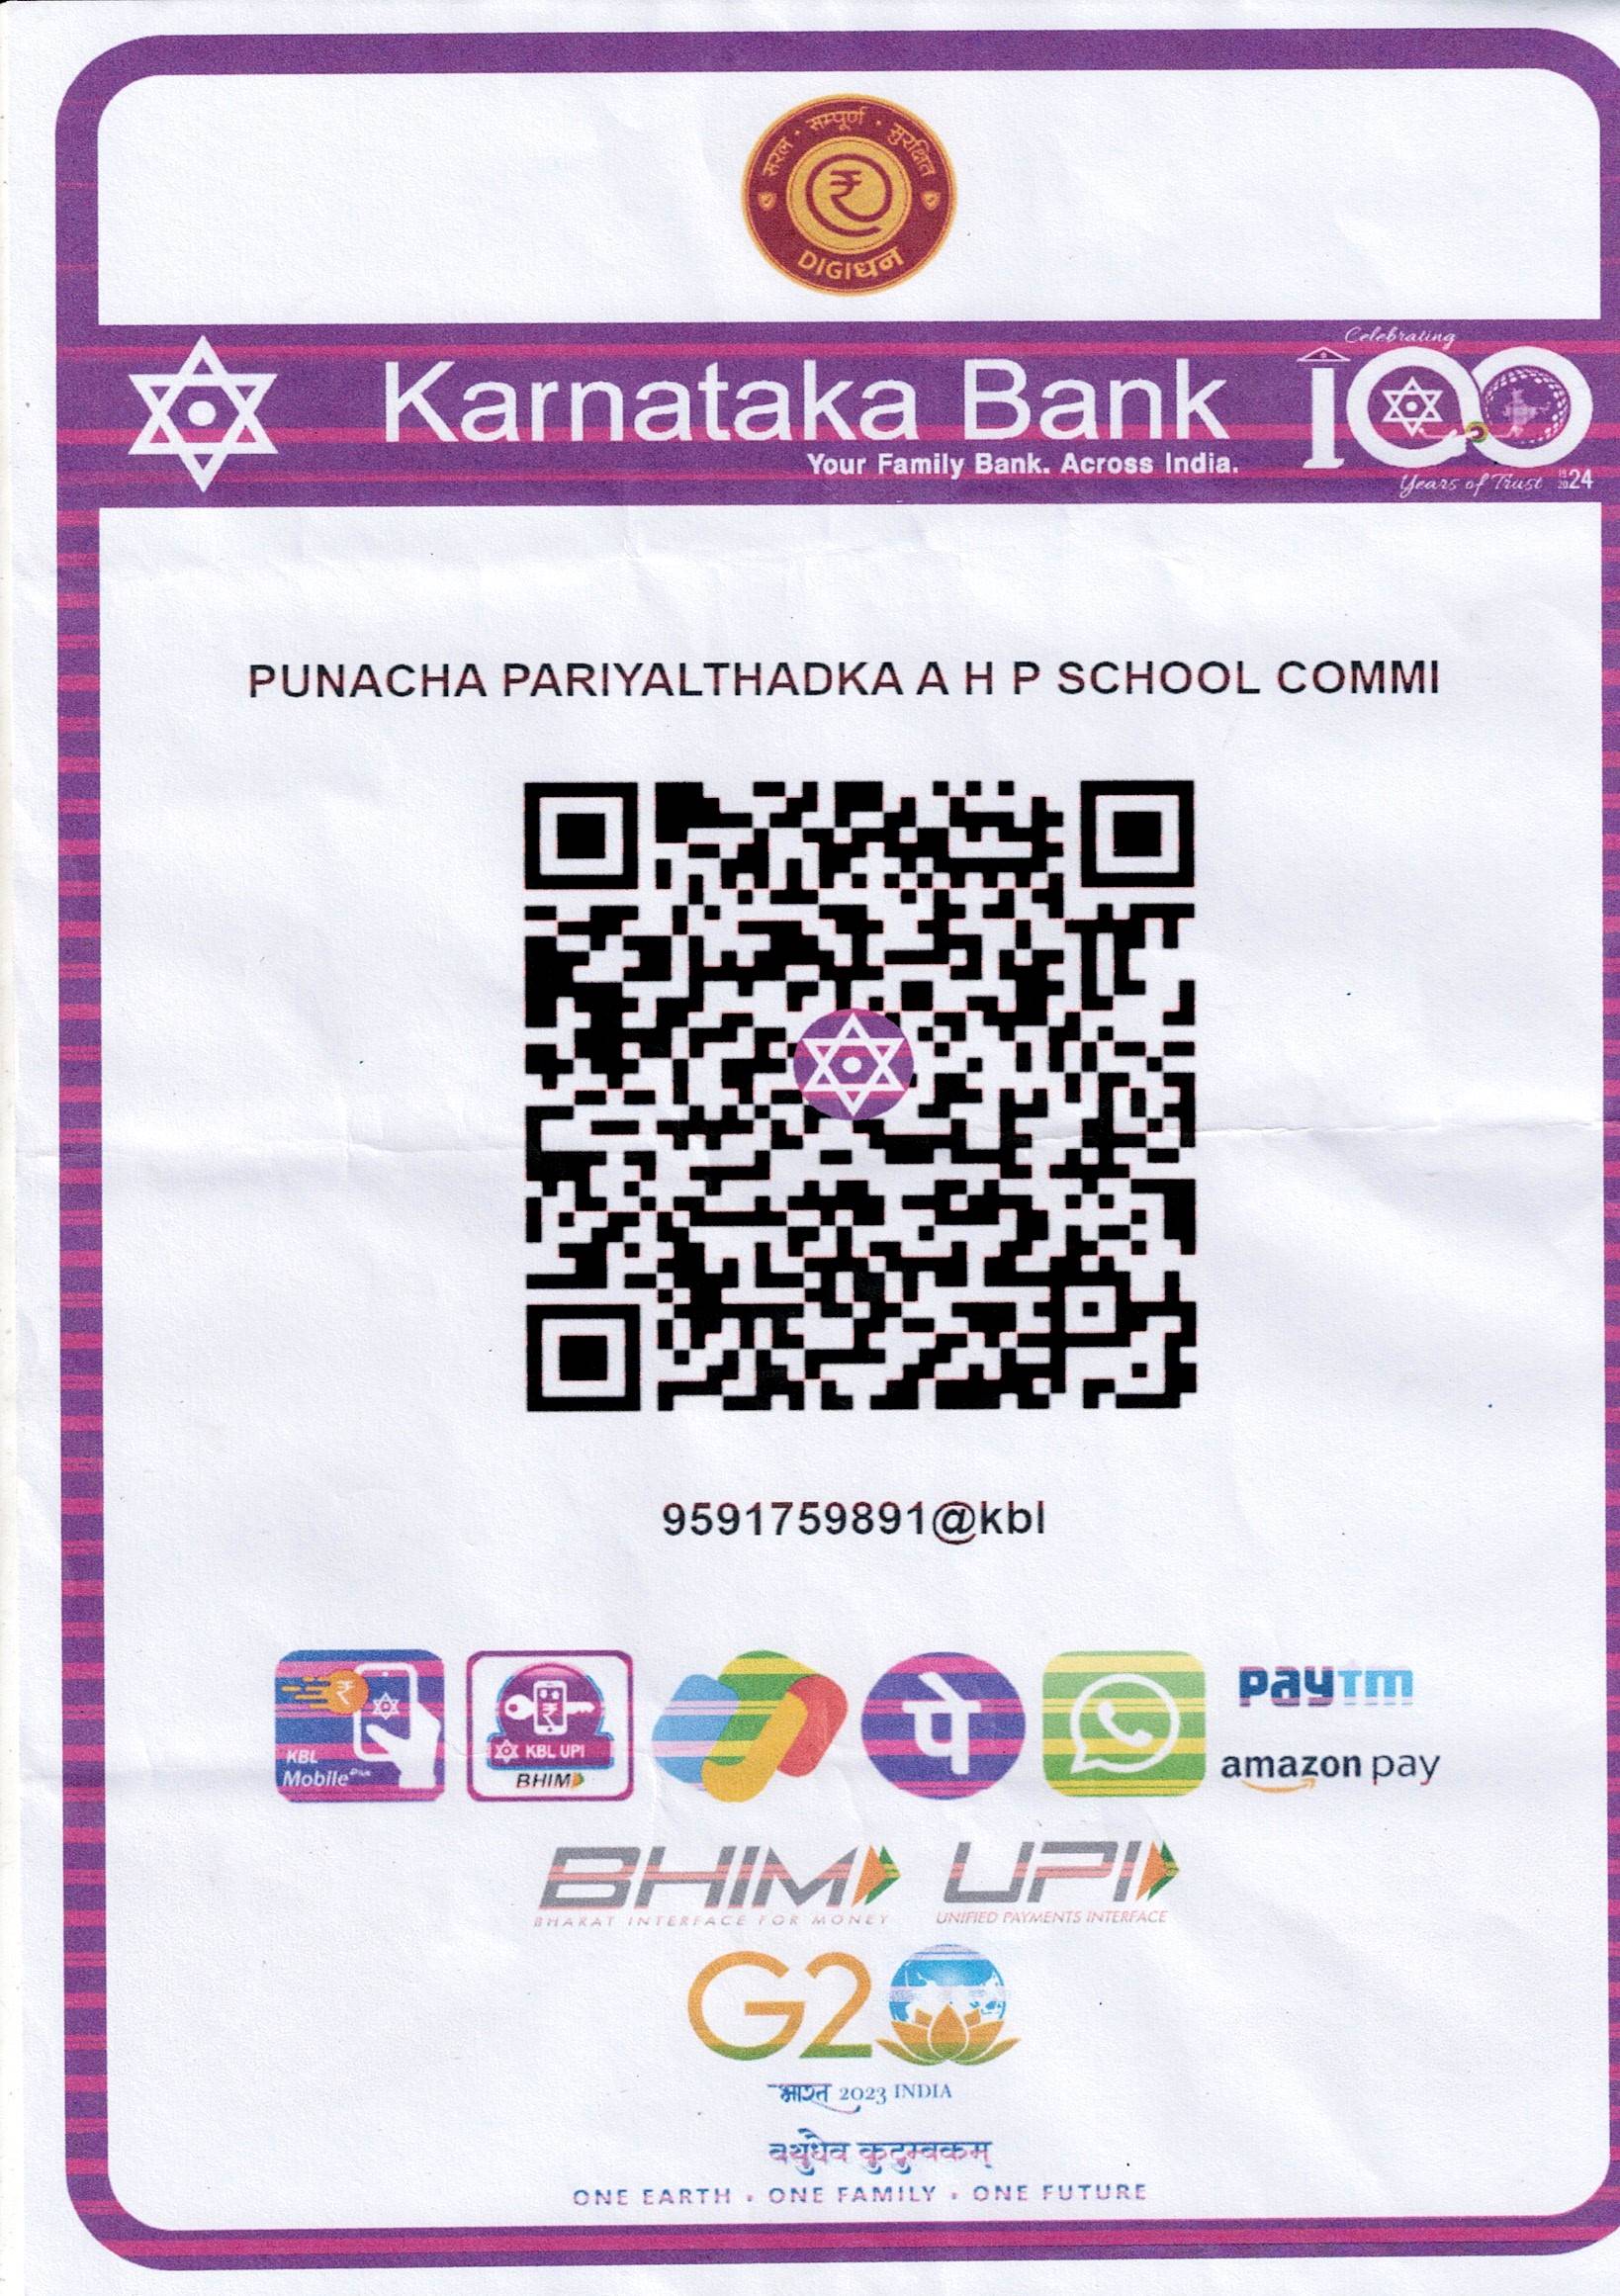 सरल · सम्पूर्ण · सुरक्षित
DIGIधन
Celebrating
Karnataka Bank
100
Your Family Bank. Across India.
Years of Trust 2024
PUNACHA PARIYALTHADKA A H P SCHOOL COMMI
9591759891@kbl
KBL
Mobile Plus
KBL UPI
BHIM
पे
paytm
amazon pay
BHIM UPI
BHARAT INTERFACE FOR MONEY UNIFIED PAYMENTS INTERFACE
G20
भारत 2023 INDIA
वसुधैव कुटुम्बकम्
ONE EARTH • ONE FAMILY • ONE FUTURE